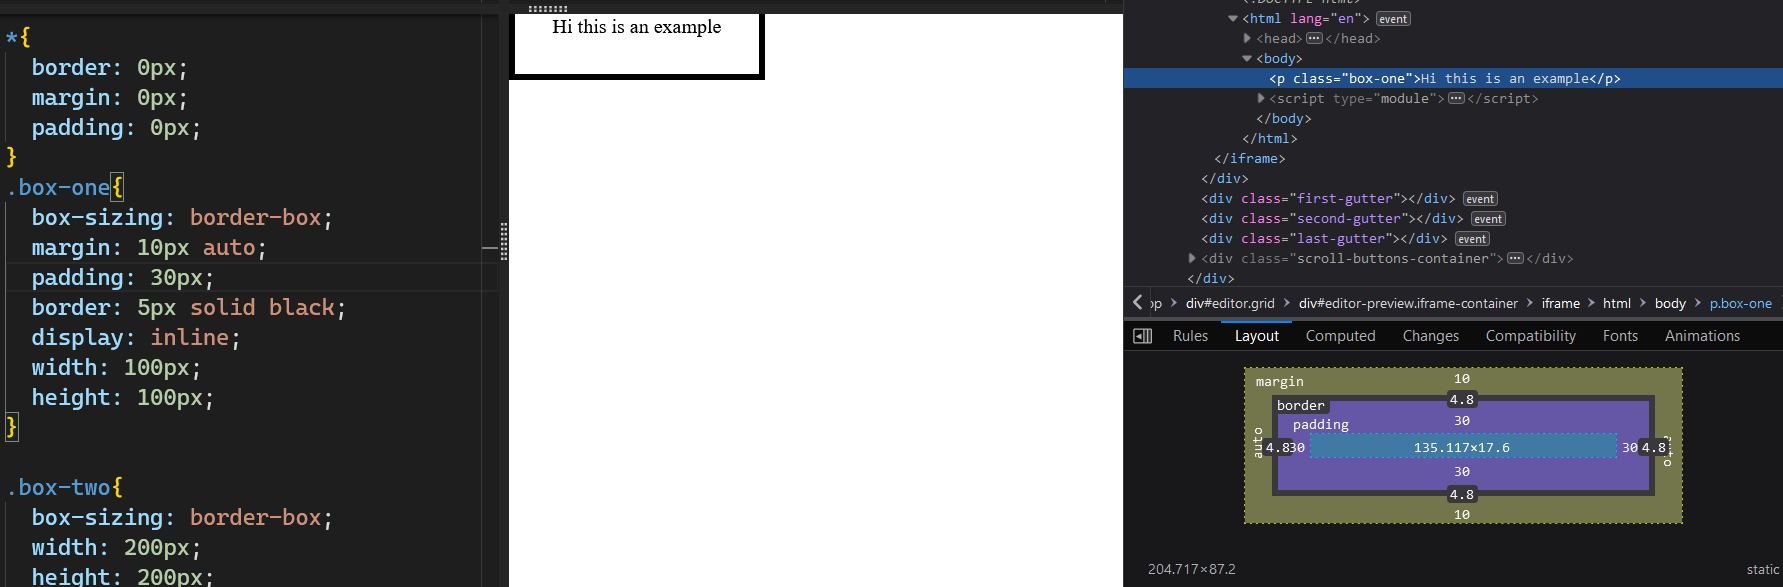 *{
border: 0px;
margin: 0px;
padding: 0px;
}
.box-one{
box-sizing: border-box;
margin: 10px auto;
padding: 30px;
border: 5px solid black;
display: inline;
width: 100px;
height: 100px;
}
.box-two{
box-sizing: border-box;
width: 200px;
height: 200px;
Hi this is an example
<!DOCTYPE html>
<html lang="en"> event
<head> ••• </head>
<body>
<p class="box-one">Hi this is an example</p>
<script type="module"> ••• </script>
</body>
</html>
</iframe>
</div>
<div class="first-gutter"></div> event
<div class="second-gutter"></div> event
<div class="last-gutter"></div> event
<div class="scroll-buttons-container"> ••• </div>
</div>
op > div#editor.grid > div#editor-preview.iframe-container > iframe > html > body > p.box-one
Rules Layout Computed Changes Compatibility Fonts Animations
margin 10
border 4.8
padding 30
auto 4.8 30 135.117×17.6 30 4.8 auto
30
4.8
10
204.717×87.2 static